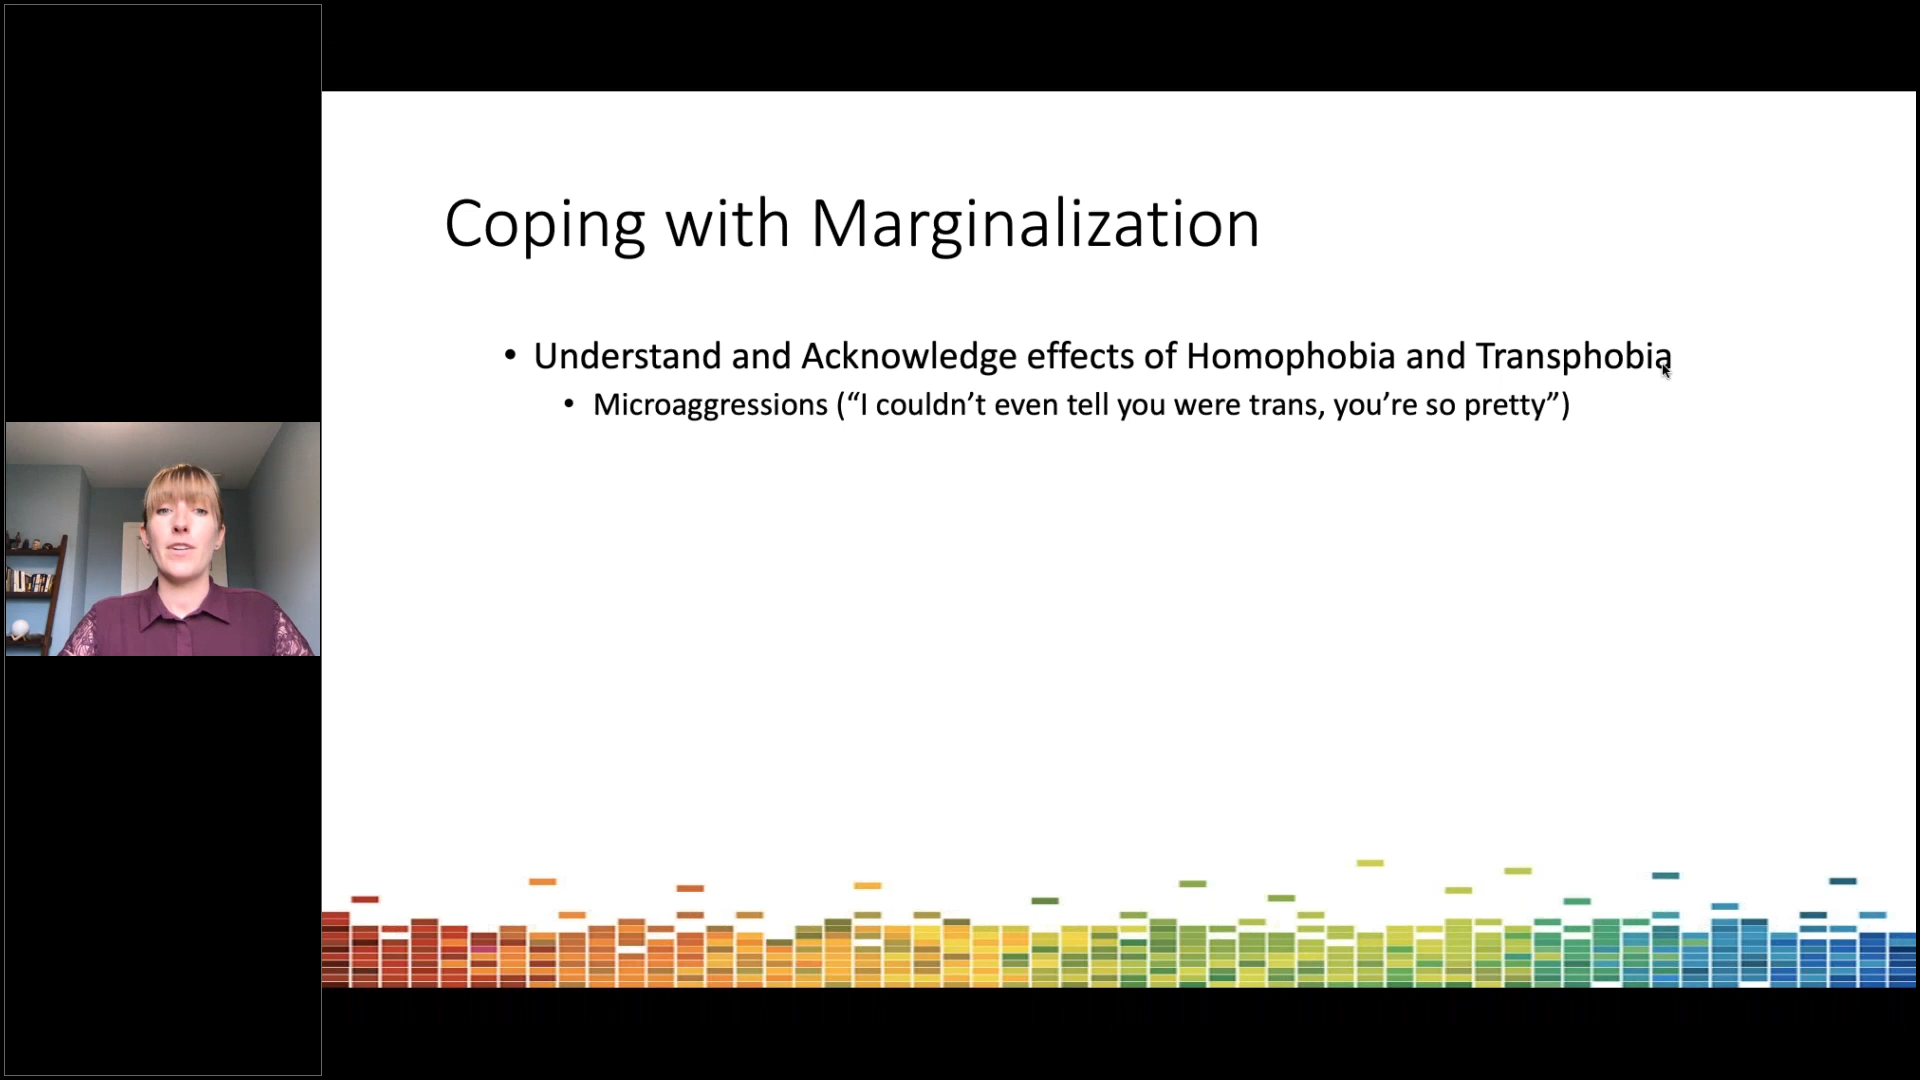 Coping with Marginalization
• Understand and Acknowledge effects of Homophobia and Transphobia
• Microaggressions (“I couldn’t even tell you were trans, you’re so pretty”)